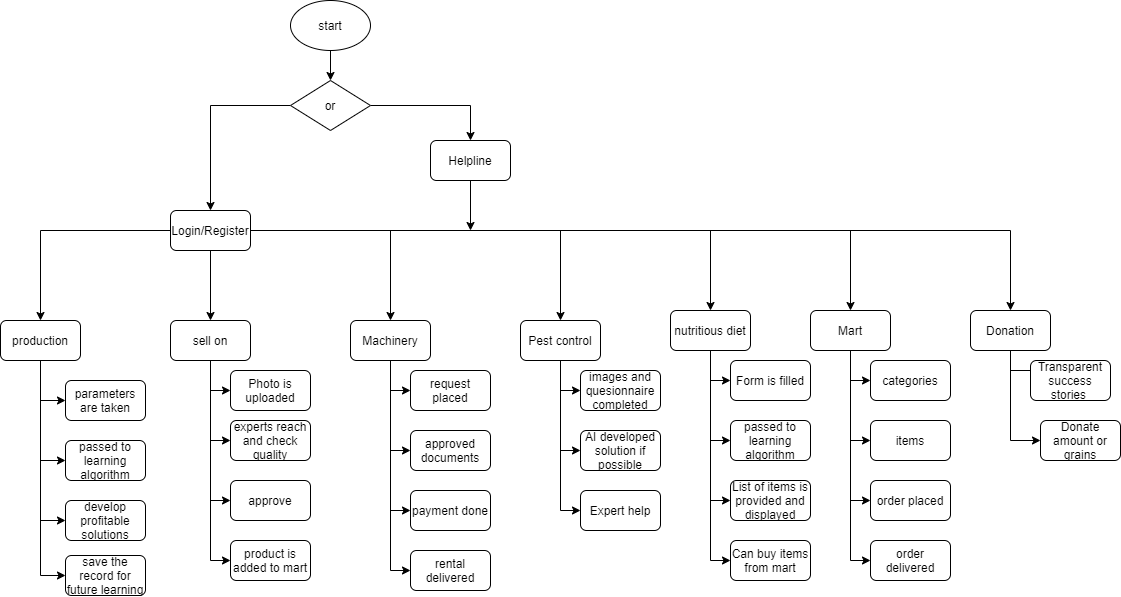 start
or
Helpline
Login/Register
production
sell on
Machinery
Pest control
nutritious diet
Mart
Donation
parameters
are taken
passed to
learning
algorithm
develop
profitable
solutions
save the
record for
future learning
Photo is
uploaded
experts reach
and check
quality
approve
product is
added to mart
request
placed
approved
documents
payment done
rental
delivered
images and
quesionnaire
completed
AI developed
solution if
possible
Expert help
Form is filled
passed to
learning
algorithm
List of items is
provided and
displayed
Can buy items
from mart
categories
items
order placed
order
delivered
Transparent
success
stories
Donate
amount or
grains